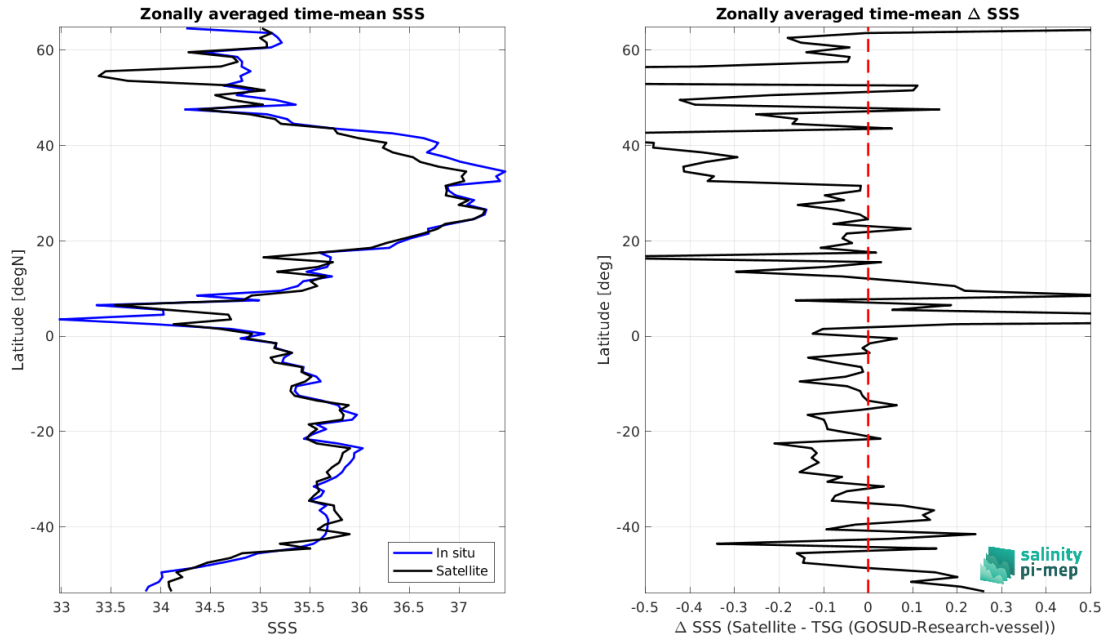 Zonally averaged time-mean SSS
60
40
20
0
-20
-40
Latitude [degN]
In situ
Satellite
33 33.5 34 34.5 35 35.5 36 36.5 37
SSS
Zonally averaged time-mean Δ SSS
60
40
20
0
-20
-40
Latitude [deg]
salinity
pi-mep
-0.5 -0.4 -0.3 -0.2 -0.1 0 0.1 0.2 0.3 0.4 0.5
Δ SSS (Satellite - TSG (GOSUD-Research-vessel))